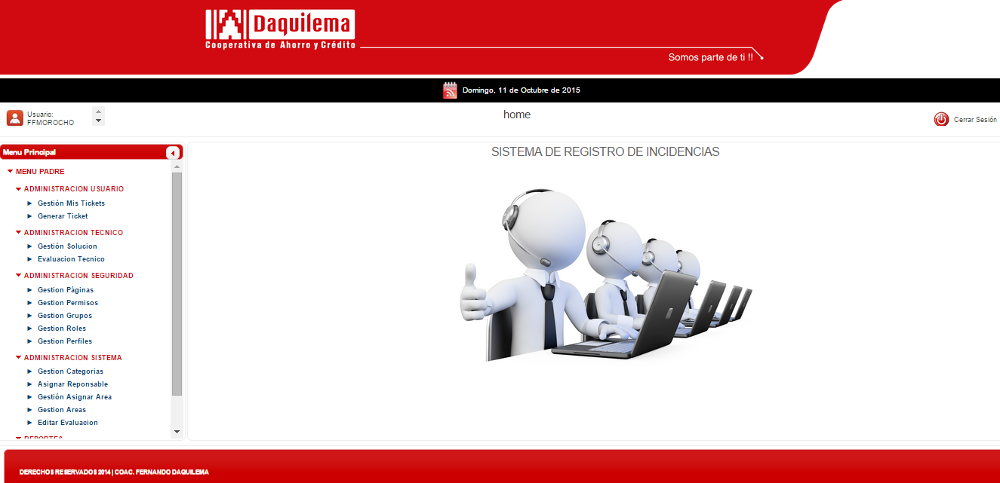 Daquilema
Cooperativa de Ahorro y Crédito
Somos parte de ti !!
Domingo, 11 de Octubre de 2015
Usuario:
FFMOROCHO
home
Cerrar Sesión
Menu Principal
SISTEMA DE REGISTRO DE INCIDENCIAS
MENU PADRE
ADMINISTRACION USUARIO
Gestión Mis Tickets
Generar Ticket
ADMINISTRACION TECNICO
Gestión Solucion
Evaluacion Tecnico
ADMINISTRACION SEGURIDAD
Gestion Páginas
Gestion Permisos
Gestion Grupos
Gestion Roles
Gestion Perfiles
ADMINISTRACION SISTEMA
Gestion Categorias
Asignar Reponsable
Gestión Asignar Area
Gestion Areas
Editar Evaluacion
REPORTES
DERECHOS RESERVADOS 2014 | COAC. FERNANDO DAQUILEMA